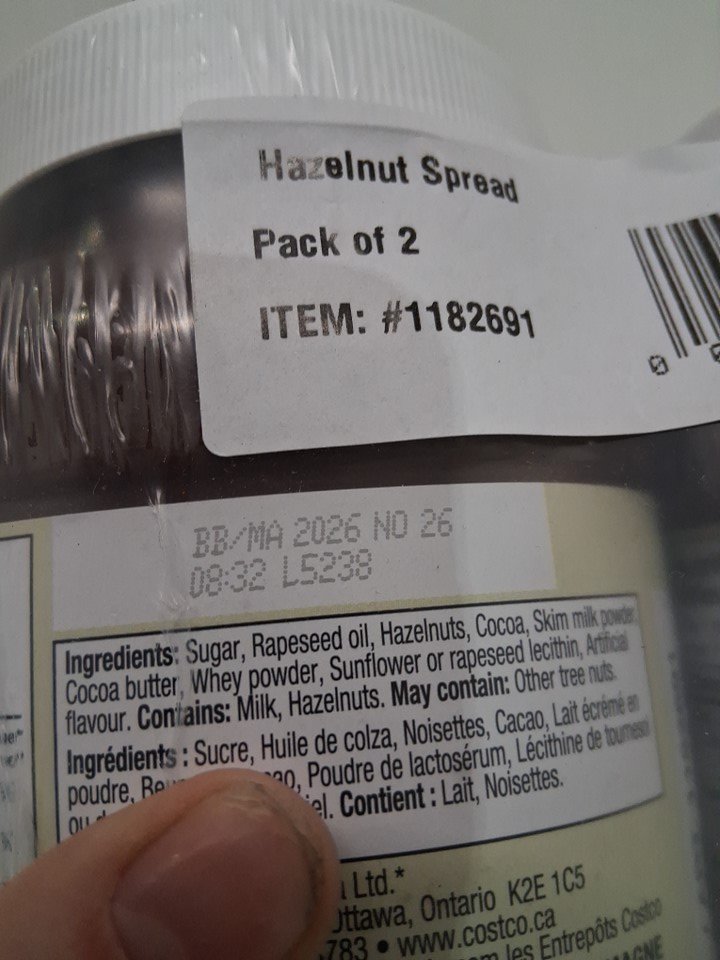 Hazelnut Spread
Pack of 2
ITEM: #1182691
0
BB/MA 2026 NO 26
08:32 L5238
Ingredients: Sugar, Rapeseed oil, Hazelnuts, Cocoa, Skim milk powder,
Cocoa butter, Whey powder, Sunflower or rapeseed lecithin, Artificial
flavour. Contains: Milk, Hazelnuts. May contain: Other tree nuts.
Ingrédients : Sucre, Huile de colza, Noisettes, Cacao, Lait écrémé en
poudre, Poudre de lactosérum, Lécithine de tournesol
ou Contient : Lait, Noisettes.
Ltd.*
Ottawa, Ontario K2E 1C5
783 • www.costco.ca
les Entrepôts Costco